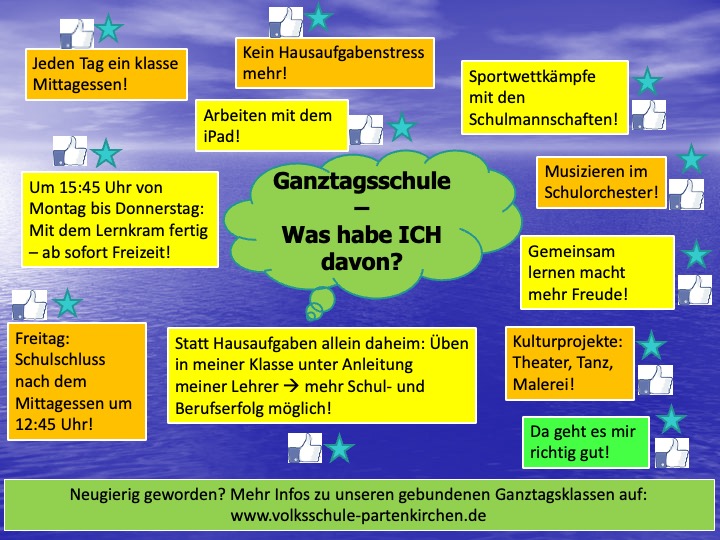 Jeden Tag ein klasse
Mittagessen!
Kein Hausaufgabenstress
mehr!
Sportwettkämpfe
mit den
Schulmannschaften!
Arbeiten mit dem
iPad!
Um 15:45 Uhr von
Montag bis Donnerstag:
Mit dem Lernkram fertig
– ab sofort Freizeit!
Ganztagsschule
–
Was habe ICH
davon?
Musizieren im
Schulorchester!
Gemeinsam
lernen macht
mehr Freude!
Freitag:
Schulschluss
nach dem
Mittagessen um
12:45 Uhr!
Statt Hausaufgaben allein daheim: Üben
in meiner Klasse unter Anleitung
meiner Lehrer → mehr Schul- und
Berufserfolg möglich!
Kulturprojekte:
Theater, Tanz,
Malerei!
Da geht es mir
richtig gut!
Neugierig geworden? Mehr Infos zu unseren gebundenen Ganztagsklassen auf:
www.volksschule-partenkirchen.de